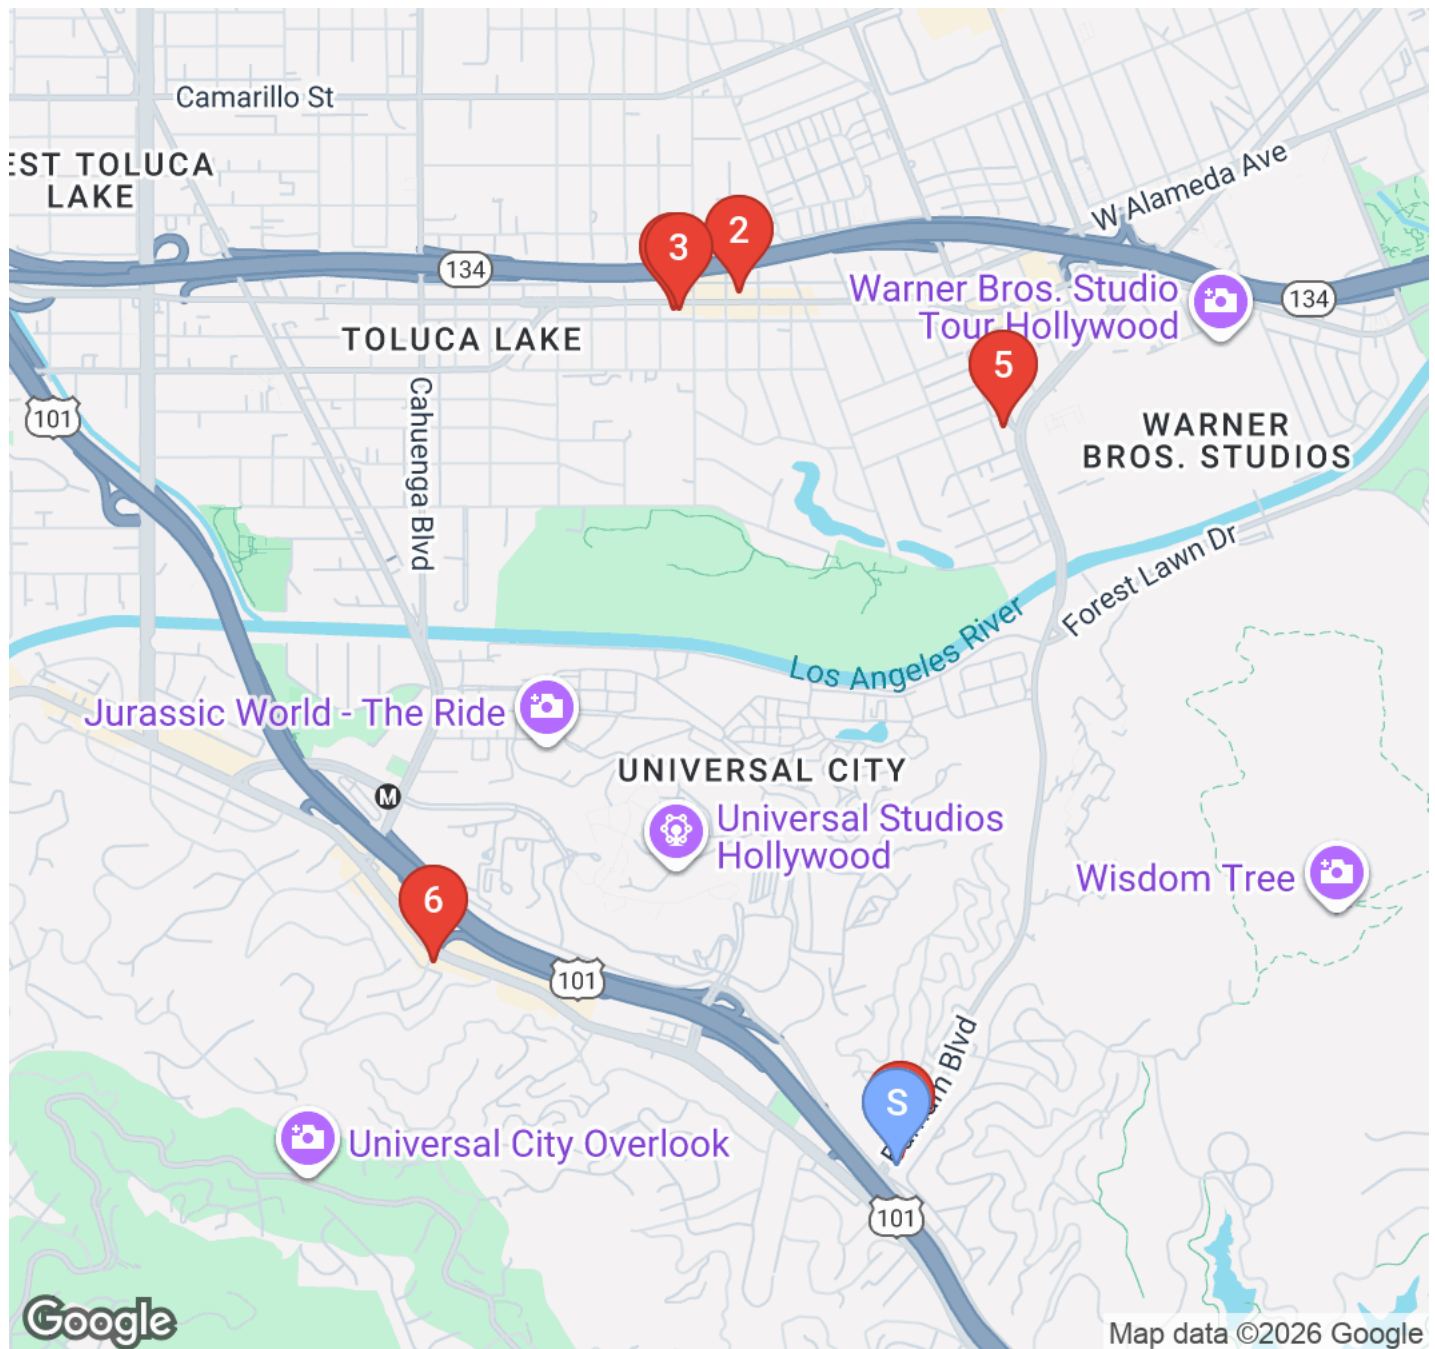 Camarillo St
EST TOLUCA
LAKE
W Alameda Ave
2
3
134
Warner Bros. Studio
Tour Hollywood
134
TOLUCA LAKE
5
101
Cahuenga Blvd
WARNER
BROS. STUDIOS
Forest Lawn Dr
Los Angeles River
Jurassic World - The Ride
UNIVERSAL CITY
M
Universal Studios
Hollywood
Wisdom Tree
6
101
S
Blvd
Universal City Overlook
101
Google
Map data ©2026 Google